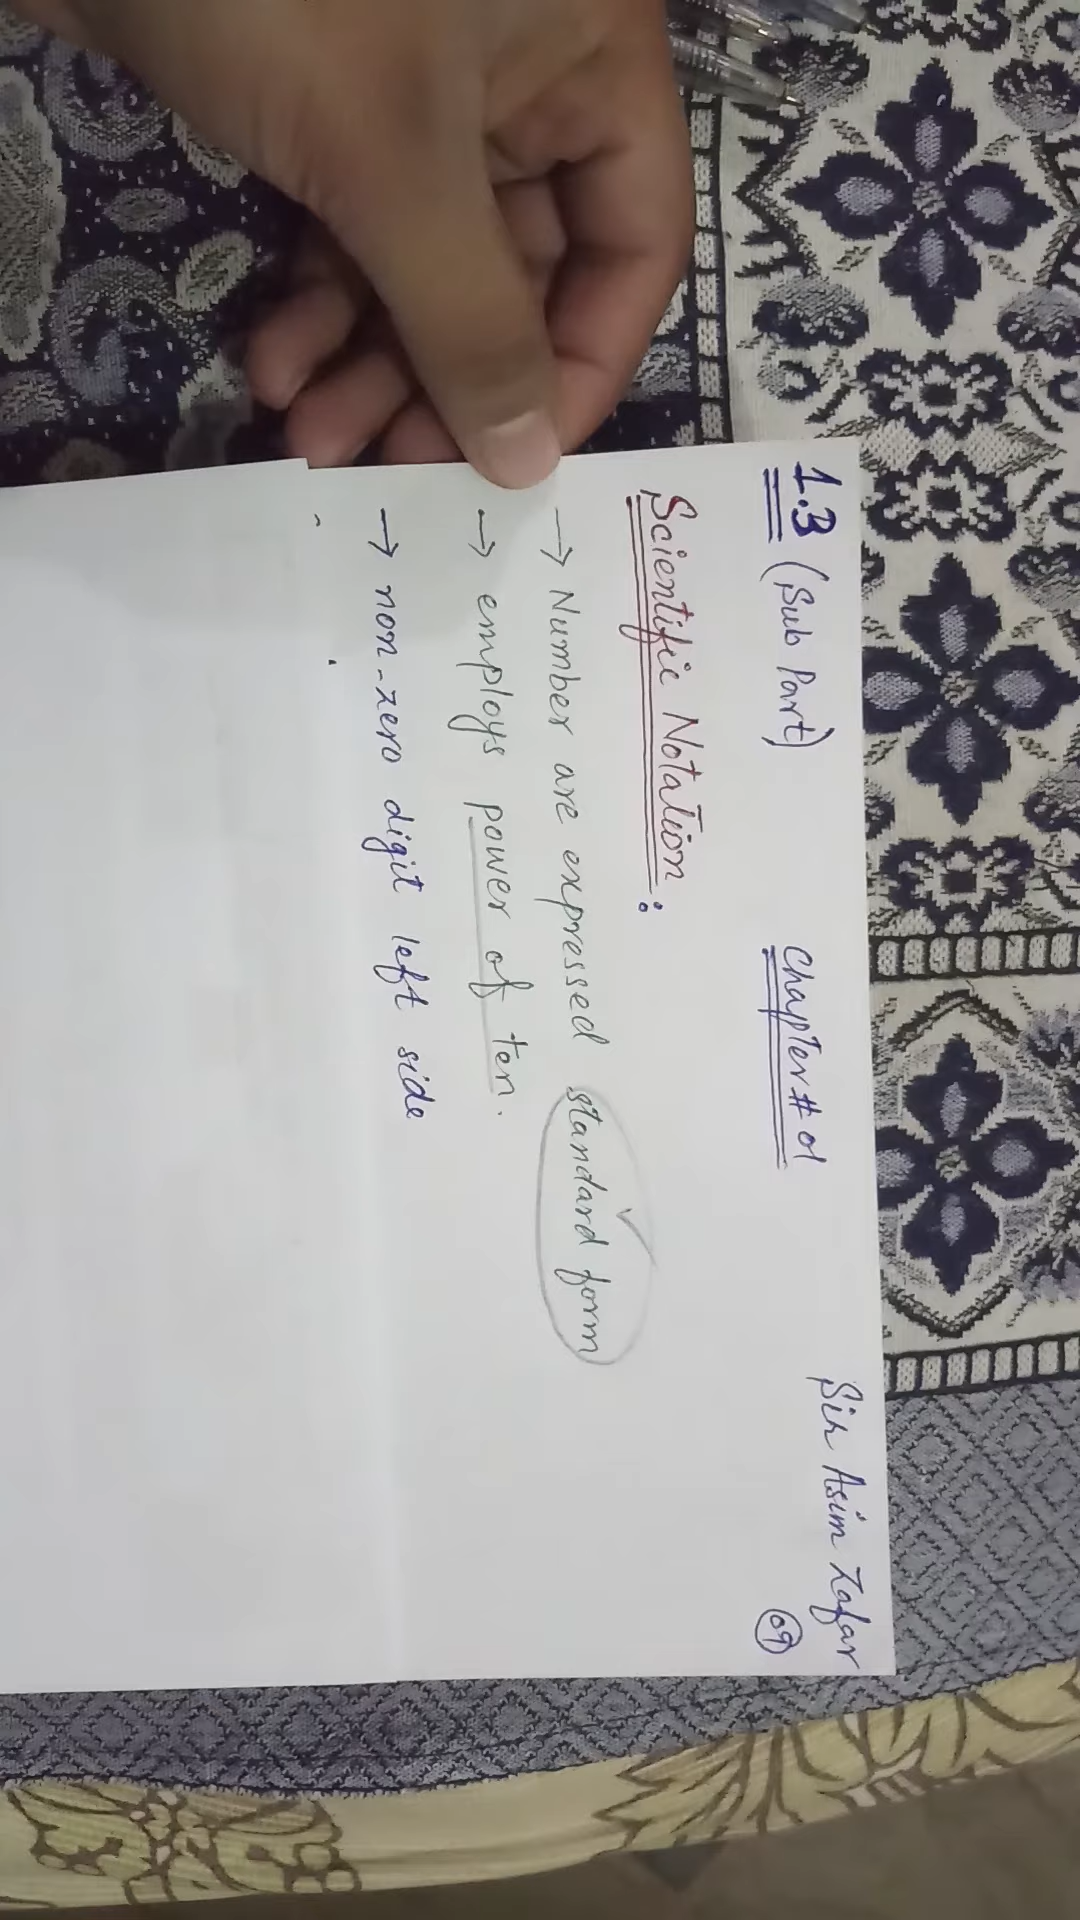 Sir Asim Zafar
1.3 (Sub Part) Chapter # 01 09
Scientific Notation:
→ Number are expressed standard form
→ employs power of ten.
→ non-zero digit left side